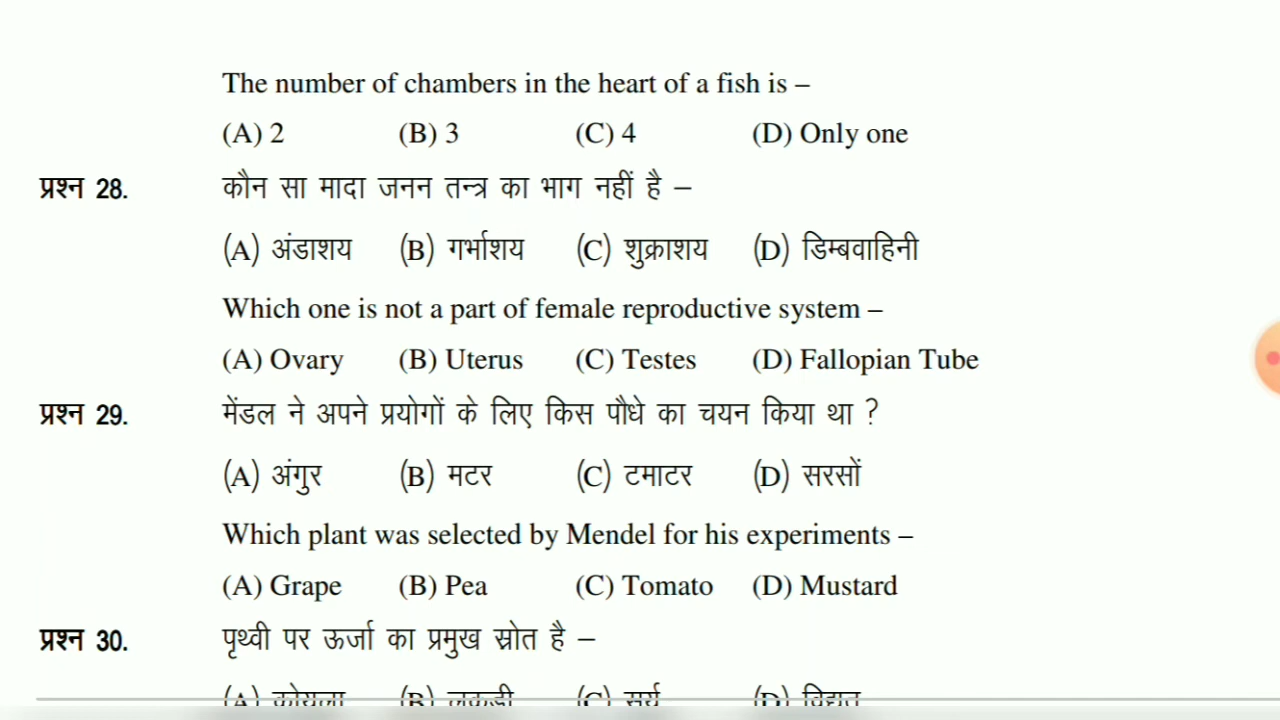 The number of chambers in the heart of a fish is –
(A) 2 (B) 3 (C) 4 (D) Only one
प्रश्न 28. कौन सा मादा जनन तन्त्र का भाग नहीं है –
(A) अंडाशय (B) गर्भाशय (C) शुक्राशय (D) डिम्बवाहिनी
Which one is not a part of female reproductive system –
(A) Ovary (B) Uterus (C) Testes (D) Fallopian Tube
प्रश्न 29. मेंडल ने अपने प्रयोगों के लिए किस पौधे का चयन किया था ?
(A) अंगुर (B) मटर (C) टमाटर (D) सरसों
Which plant was selected by Mendel for his experiments –
(A) Grape (B) Pea (C) Tomato (D) Mustard
प्रश्न 30. पृथ्वी पर ऊर्जा का प्रमुख स्रोत है –
(A) कोयला (B) लकड़ी (C) सूर्य (D) विद्युत